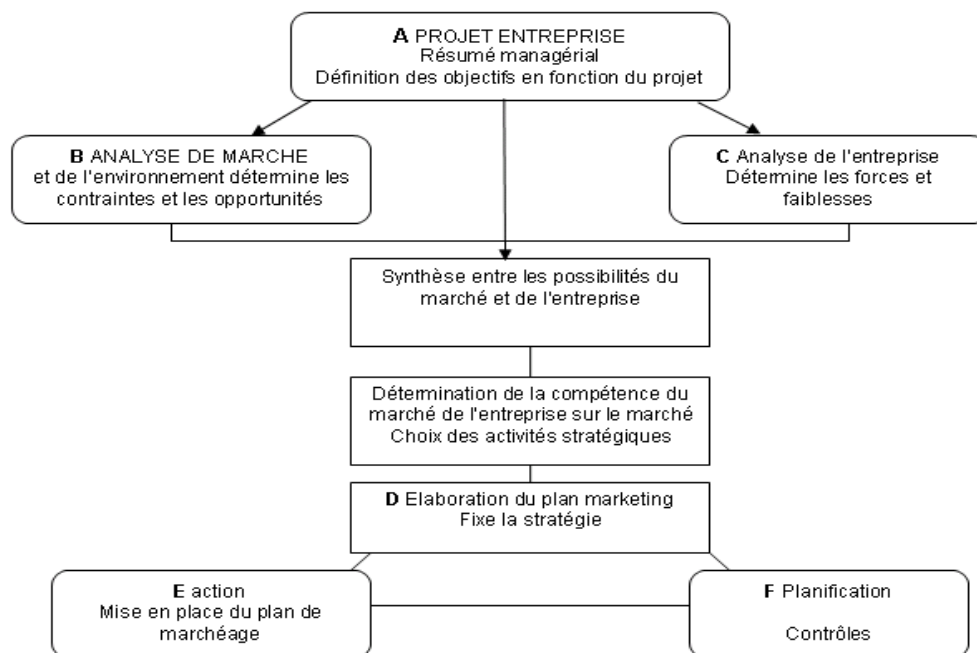 A PROJET ENTREPRISE
Résumé managérial
Définition des objectifs en fonction du projet
B ANALYSE DE MARCHE
et de l'environnement détermine les
contraintes et les opportunités
C Analyse de l'entreprise
Détermine les forces et
faiblesses
Synthèse entre les possibilités du
marché et de l'entreprise
Détermination de la compétence du
marché de l'entreprise sur le marché
Choix des activités stratégiques
D Elaboration du plan marketing
Fixe la stratégie
E action
Mise en place du plan de
marchéage
F Planification
Contrôles